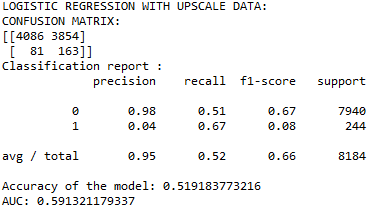 LOGISTIC REGRESSION WITH UPSCALE DATA:
CONFUSION MATRIX:
[[4086 3854]
 [  81  163]]
Classification report :
             precision    recall  f1-score   support

          0       0.98      0.51      0.67      7940
          1       0.04      0.67      0.08       244

avg / total       0.95      0.52      0.66      8184

Accuracy of the model: 0.519183773216
AUC: 0.591321179337